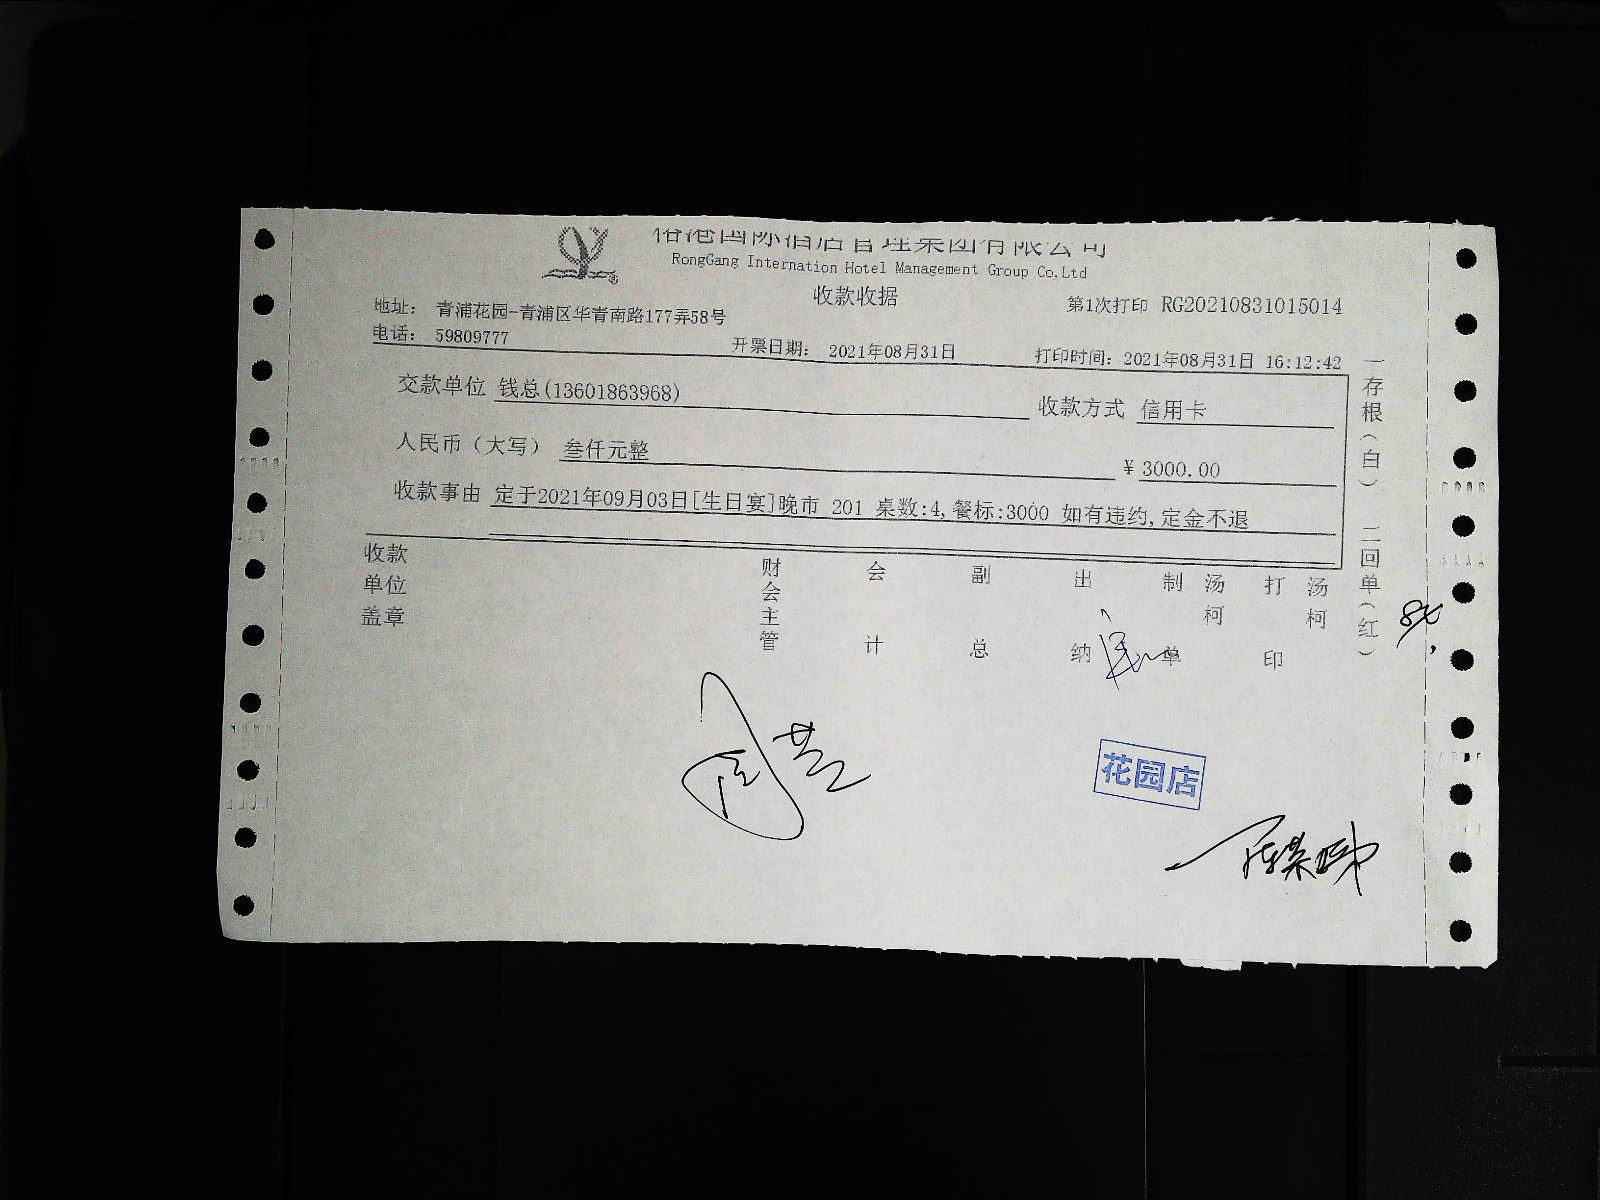 榕港国际酒店管理集团有限公司
RongGang Internation Hotel Management Group Co.Ltd
收款收据
第1次打印 RG20210831015014
地址： 青浦花园-青浦区华青南路177弄58号
电话： 59809777
开票日期： 2021年08月31日
打印时间：2021年08月31日 16:12:42
交款单位 钱总(13601863968)
收款方式 信用卡
人民币（大写） 叁仟元整
￥ 3000.00
收款事由 定于2021年09月03日[生日宴]晚市 201 桌数:4,餐标:3000 如有违约,定金不退
一存根（白） 二回单（红）
收款单位盖章
财会主管
会计
副总
出纳
制单
汤柯
打印
汤柯
花园店